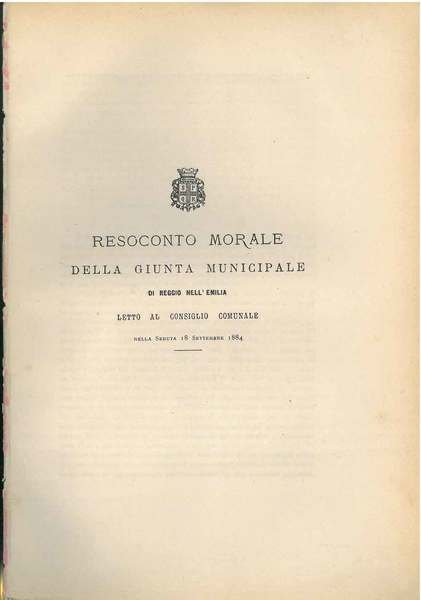 RESOCONTO MORALE
DELLA GIUNTA MUNICIPALE
DI REGGIO NELL'EMILIA
LETTO AL CONSIGLIO COMUNALE
NELLA SEDUTA 18 SETTEMBRE 1884